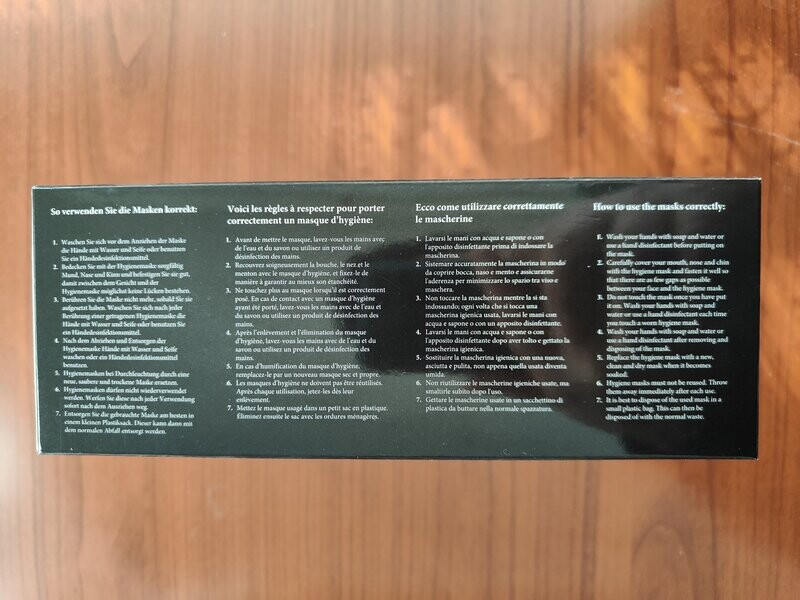 So verwenden Sie die Masken korrekt:
1. Waschen Sie sich vor dem Anziehen der Maske
die Hände mit Wasser und Seife oder benutzen
Sie ein Händedesinfektionsmittel.
2. Bedecken Sie mit der Hygienemaske sorgfältig
Mund, Nase und Kinn und befestigen Sie sie gut,
damit zwischen dem Gesicht und der
Hygienemaske möglichst keine Lücken bestehen.
3. Berühren Sie die Maske nicht mehr, sobald Sie sie
aufgesetzt haben. Waschen Sie sich nach jeder
Berührung einer getragenen Hygienemaske die
Hände mit Wasser und Seife oder benutzen Sie
ein Händedesinfektionsmittel.
4. Nach dem Abziehen und Entsorgen der
Hygienemaske Hände mit Wasser und Seife
waschen oder ein Händedesinfektionsmittel
benutzen.
5. Hygienemasken bei Durchfeuchtung durch eine
neue, saubere und trockene Maske ersetzen.
6. Hygienemasken dürfen nicht wiederverwendet
werden. Werfen Sie diese nach jeder Verwendung
sofort nach dem Ausziehen weg.
7. Entsorgen Sie die gebrauchte Maske am besten in
einem kleinen Plastiksack. Dieser kann dann mit
dem normalen Abfall entsorgt werden.
Voici les règles à respecter pour porter
correctement un masque d'hygiène:
1. Avant de mettre le masque, lavez-vous les mains avec
de l'eau et du savon ou utilisez un produit de
désinfection des mains.
2. Recouvrez soigneusement la bouche, le nez et le
menton avec le masque d'hygiène, et fixez-le de
manière à garantir au mieux son étanchéité.
3. Ne touchez plus au masque lorsqu'il est correctement
posé. En cas de contact avec un masque d'hygiène
ayant été porté, lavez-vous les mains avec de l'eau et
du savon ou utilisez un produit de désinfection des
mains.
4. Après l'enlèvement et l'élimination du masque
d'hygiène, lavez-vous les mains avec de l'eau et du
savon ou utilisez un produit de désinfection des
mains.
5. En cas d'humification du masque d'hygiène,
remplacez-le par un nouveau masque sec et propre.
6. Les masques d'hygiène ne doivent pas être réutilisés.
Après chaque utilisation, jetez-les dès leur
enlèvement.
7. Mettez le masque usagé dans un petit sac en plastique.
Éliminez ensuite le sac avec les ordures ménagères.
Ecco come utilizzare correttamente
le mascherine
1. Lavarsi le mani con acqua e sapone o con
l'apposito disinfettante prima di indossare la
mascherina.
2. Sistemare accuratamente la mascherina in modo
da coprire bocca, naso e mento e assicurarne
l'aderenza per minimizzare lo spazio tra viso e
maschera.
3. Non toccare la mascherina mentre la si sta
indossando; ogni volta che si tocca una
mascherina igienica usata, lavarsi le mani con
acqua e sapone o con un apposito disinfettante.
4. Lavarsi le mani con acqua e sapone o con
l'apposito disinfettante dopo aver tolto e gettato la
mascherina igienica.
5. Sostituire la mascherina igienica con una nuova,
asciutta e pulita, non appena quella usata diventa
umida.
6. Non riutilizzare le mascherine igieniche usate, ma
smaltirle subito dopo l'uso.
7. Gettare le mascherine usate in un sacchettino di
plastica da buttare nella normale spazzatura.
How to use the masks correctly:
1. Wash your hands with soap and water or
use a hand disinfectant before putting on
the mask.
2. Carefully cover your mouth, nose and chin
with the hygiene mask and fasten it well so
that there are as few gaps as possible
between your face and the hygiene mask.
3. Do not touch the mask once you have put
it on. Wash your hands with soap and
water or use a hand disinfectant each time
you touch a worn hygiene mask.
4. Wash your hands with soap and water or
use a hand disinfectant after removing and
disposing of the mask.
5. Replace the hygiene mask with a new,
clean and dry mask when it becomes
soaked.
6. Hygiene masks must not be reused. Throw
them away immediately after each use.
7. It is best to dispose of the used mask in a
small plastic bag. This can then be
disposed of with the normal waste.